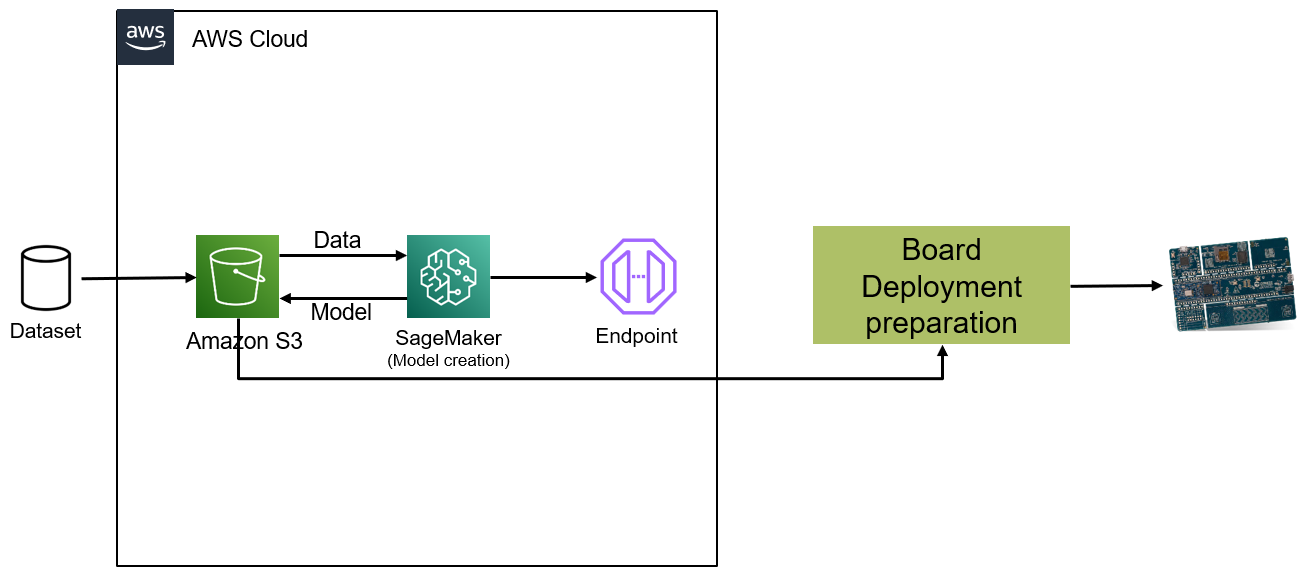 aws
AWS Cloud
Data
Model
Dataset
Amazon S3
SageMaker
(Model creation)
Endpoint
Board
Deployment
preparation